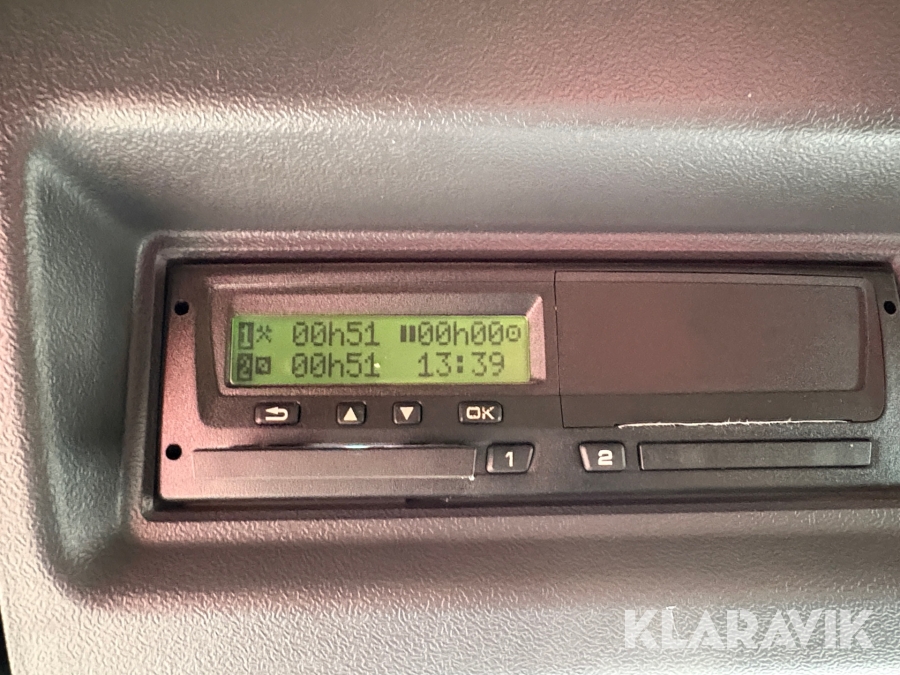 1 00h51 00h00
2 00h51 13:39
OK
1 2
KLARAVIK